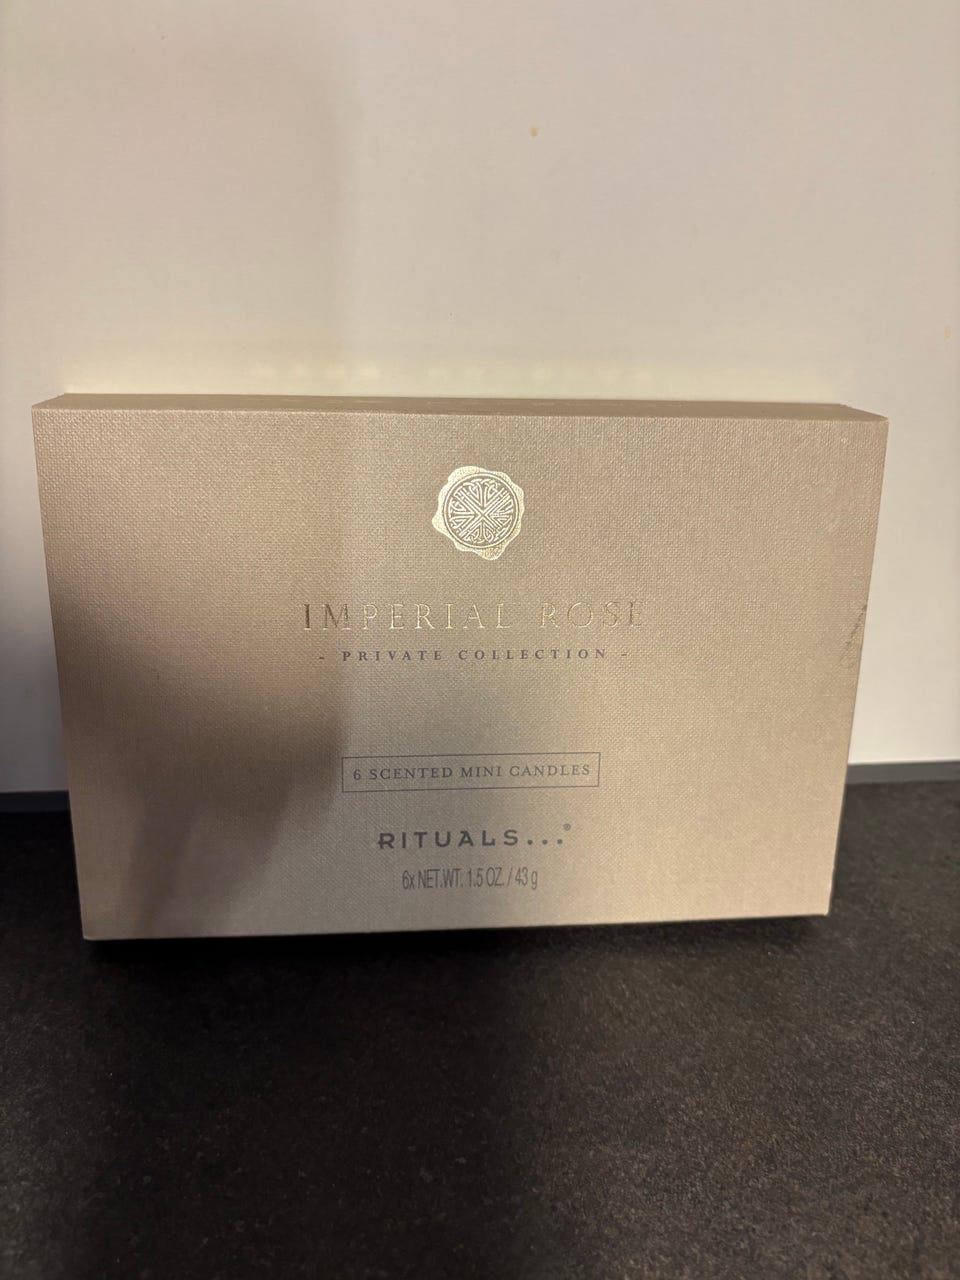 IMPERIAL ROSE
- PRIVATE COLLECTION -
6 SCENTED MINI CANDLES
RITUALS...®
6x NET.WT. 1.5 OZ. / 43 g